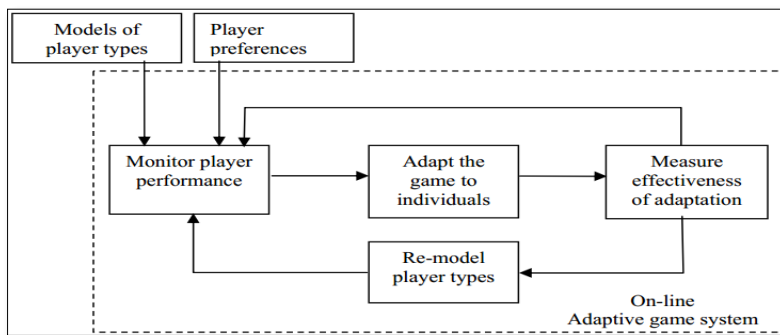 Models of
player types
Player
preferences
Monitor player
performance
Adapt the
game to
individuals
Measure
effectiveness
of adaptation
Re-model
player types
On-line
Adaptive game system